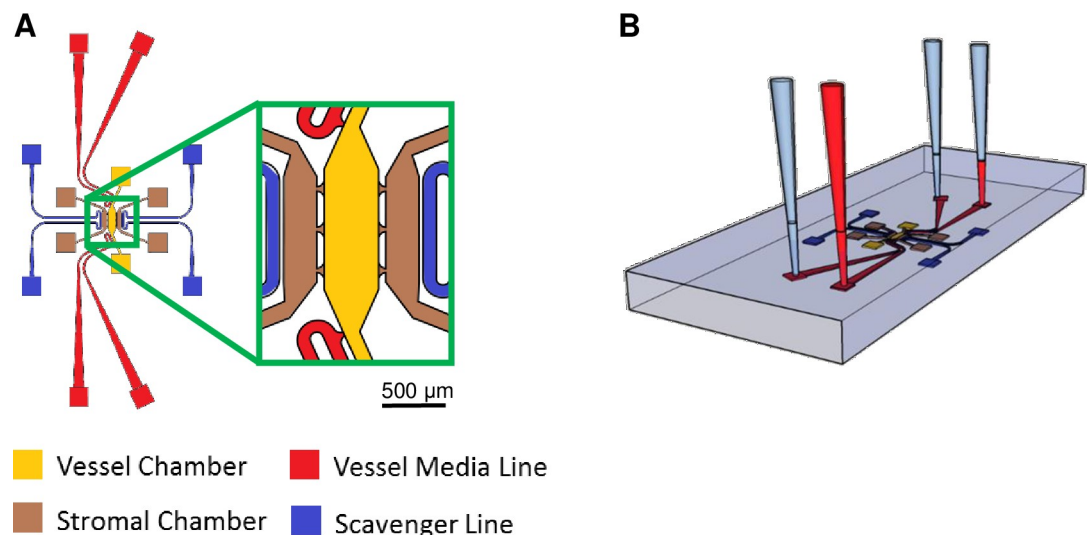 A
B
500 µm
Vessel Chamber
Vessel Media Line
Stromal Chamber
Scavenger Line